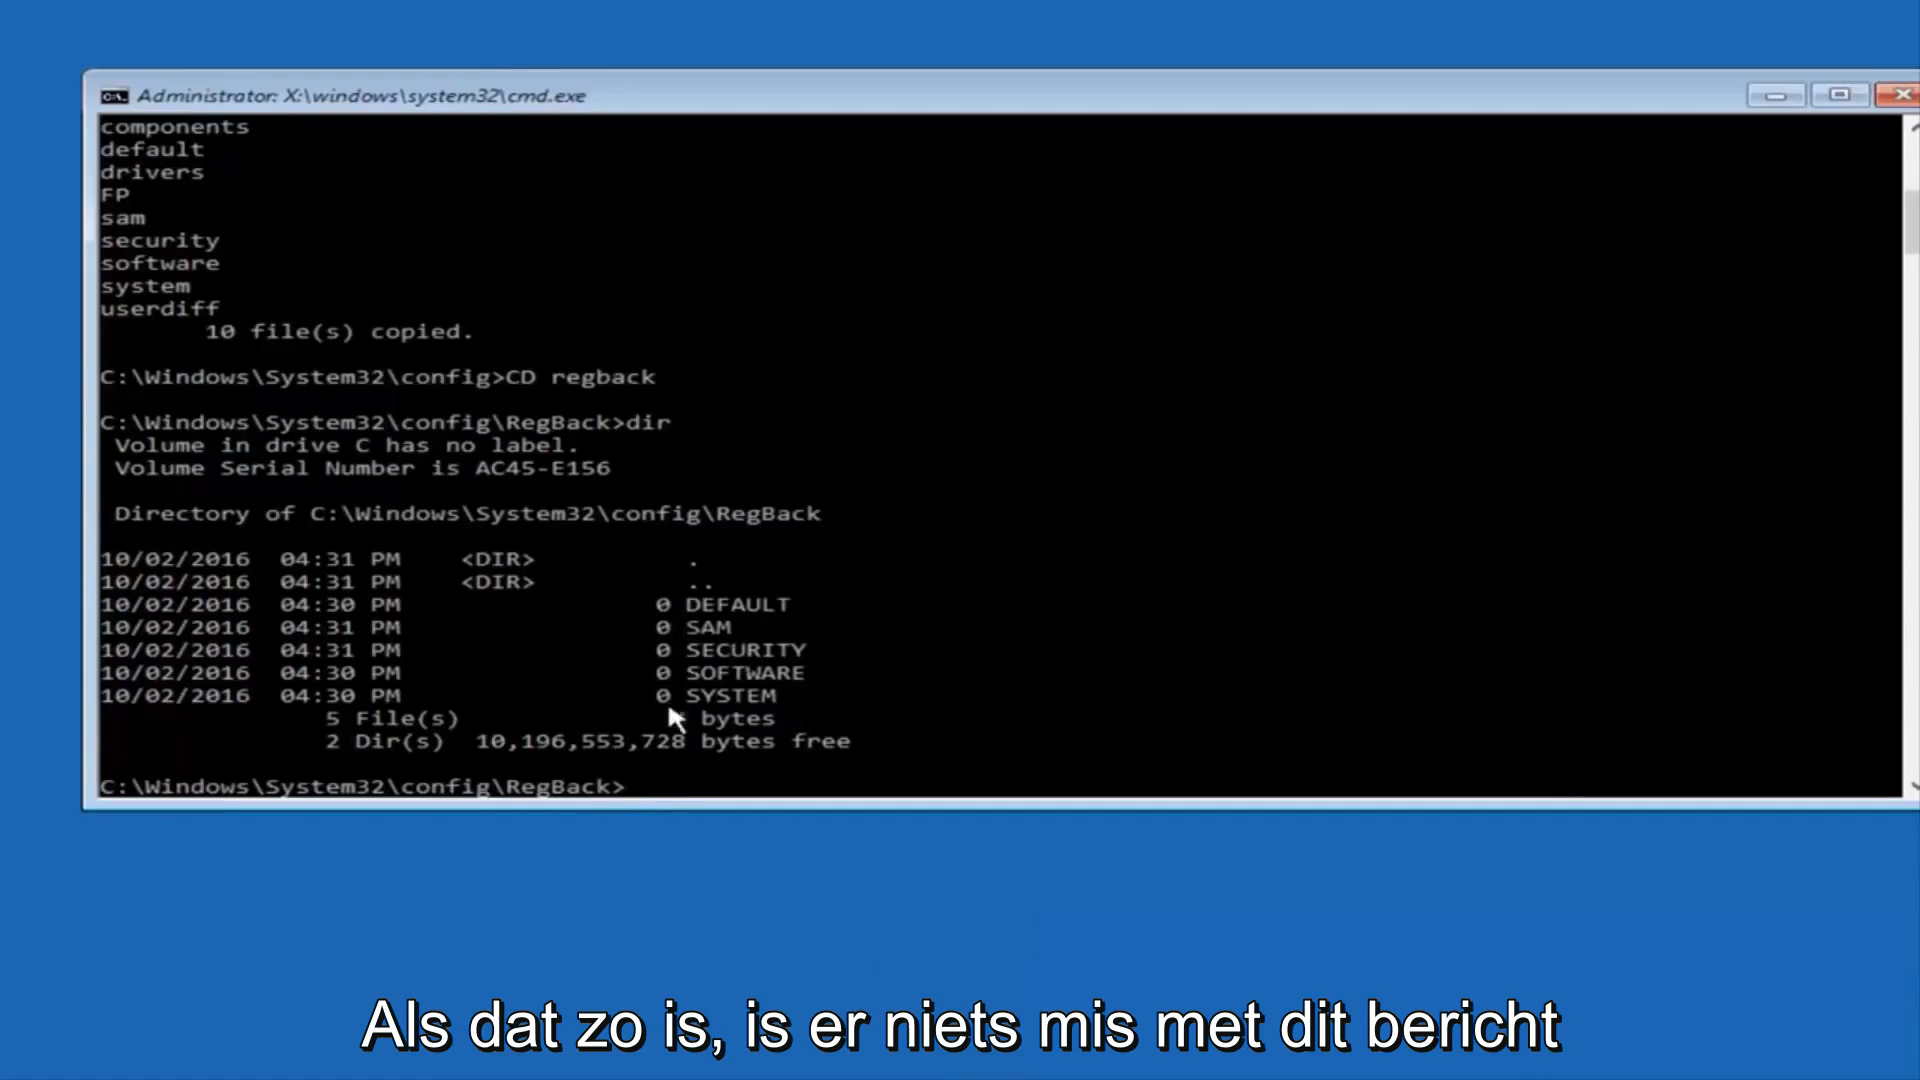 Administrator: X:\windows\system32\cmd.exe
components
default
drivers
FP
sam
security
software
system
userdiff
10 file(s) copied.
C:\Windows\System32\config>CD regback
C:\Windows\System32\config\RegBack>dir
Volume in drive C has no label.
Volume Serial Number is AC45-E156
Directory of C:\Windows\System32\config\RegBack
10/02/2016 04:31 PM <DIR> .
10/02/2016 04:31 PM <DIR> ..
10/02/2016 04:30 PM 0 DEFAULT
10/02/2016 04:31 PM 0 SAM
10/02/2016 04:31 PM 0 SECURITY
10/02/2016 04:30 PM 0 SOFTWARE
10/02/2016 04:30 PM 0 SYSTEM
5 File(s) bytes
2 Dir(s) 10,196,553,728 bytes free
C:\Windows\System32\config\RegBack>
Als dat zo is, is er niets mis met dit bericht